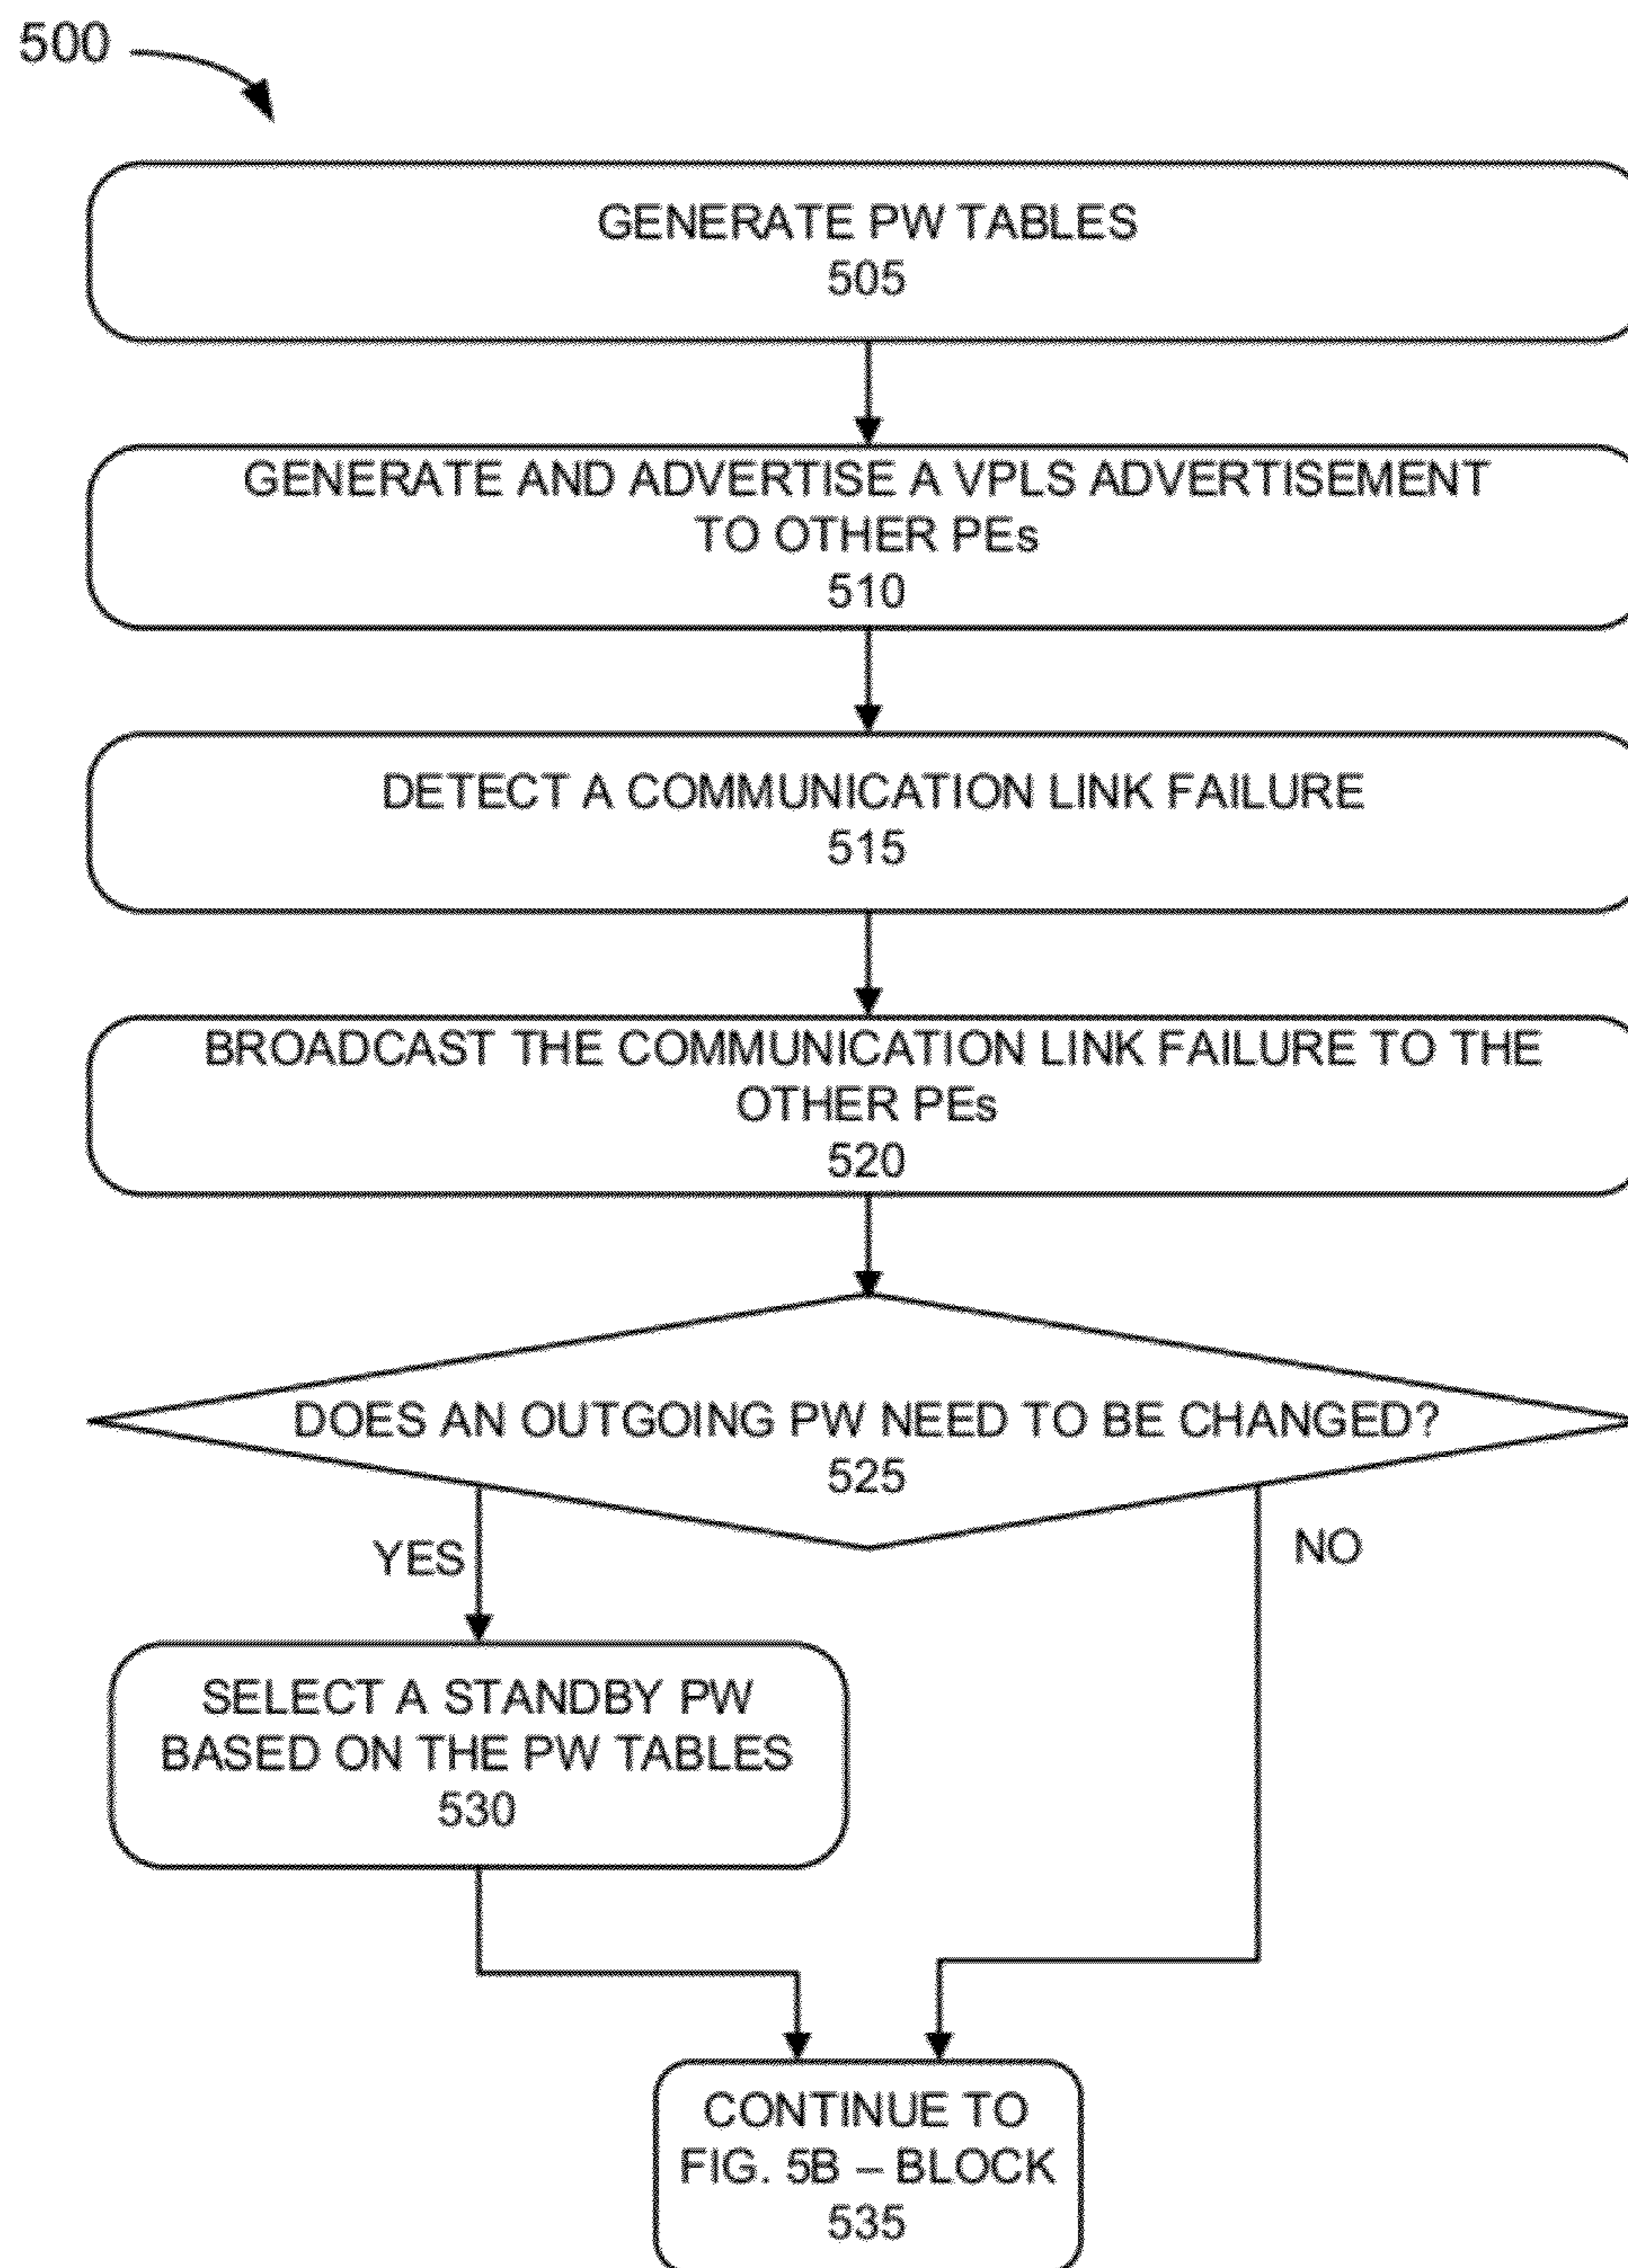 500
GENERATE PW TABLES
505
GENERATE AND ADVERTISE A VPLS ADVERTISEMENT
TO OTHER PEs
510
DETECT A COMMUNICATION LINK FAILURE
515
BROADCAST THE COMMUNICATION LINK FAILURE TO THE
OTHER PEs
520
DOES AN OUTGOING PW NEED TO BE CHANGED?
525
YES
NO
SELECT A STANDBY PW
BASED ON THE PW TABLES
530
CONTINUE TO
FIG. 5B – BLOCK
535